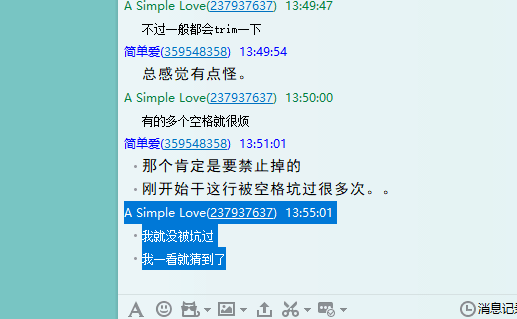 A Simple Love(237937637) 13:49:47
不过一般都会trim一下
简单爱(359548358) 13:49:54
总感觉有点怪。
A Simple Love(237937637) 13:50:00
有的多个空格就很烦
简单爱(359548358) 13:51:01
那个肯定是要禁止掉的
刚开始干这行被空格坑过很多次。。
A Simple Love(237937637) 13:55:01
我就没被坑过
我一看就猜到了
消息记录